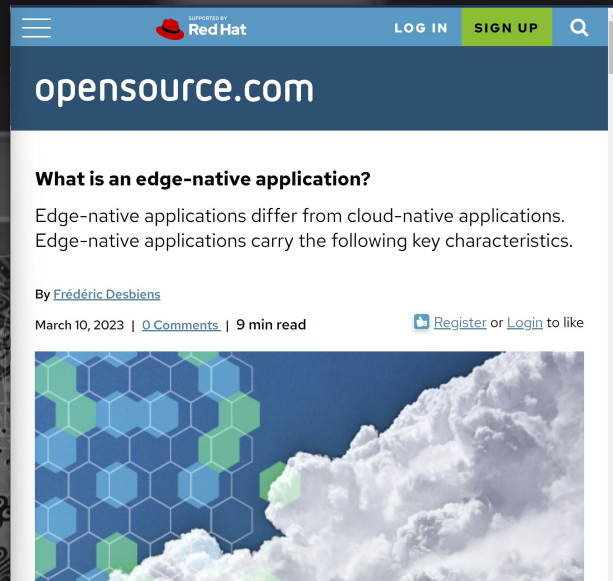 SUPPORTED BY
Red Hat
LOG IN
SIGN UP
opensource.com
What is an edge-native application?
Edge-native applications differ from cloud-native applications.
Edge-native applications carry the following key characteristics.
By Frédéric Desbiens
March 10, 2023 | 0 Comments | 9 min read
Register or Login to like